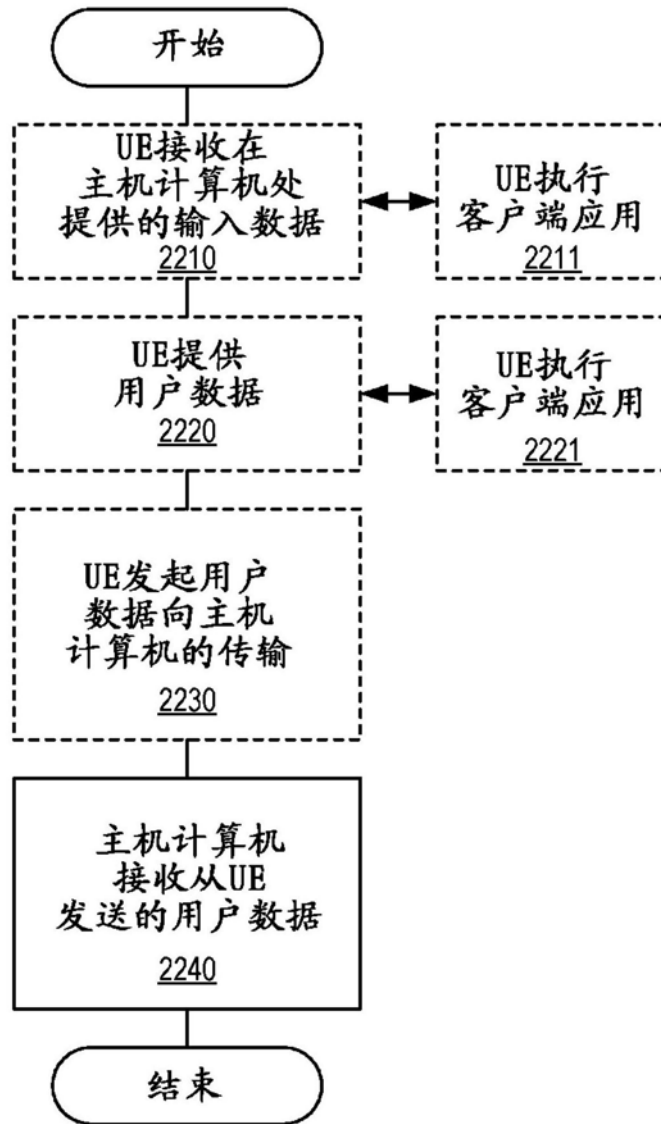 开始
UE接收在
主机计算机处
提供的输入数据
2210
UE执行
客户端应用
2211
UE提供
用户数据
2220
UE执行
客户端应用
2221
UE发起用户
数据向主机
计算机的传输
2230
主机计算机
接收从UE
发送的用户数据
2240
结束